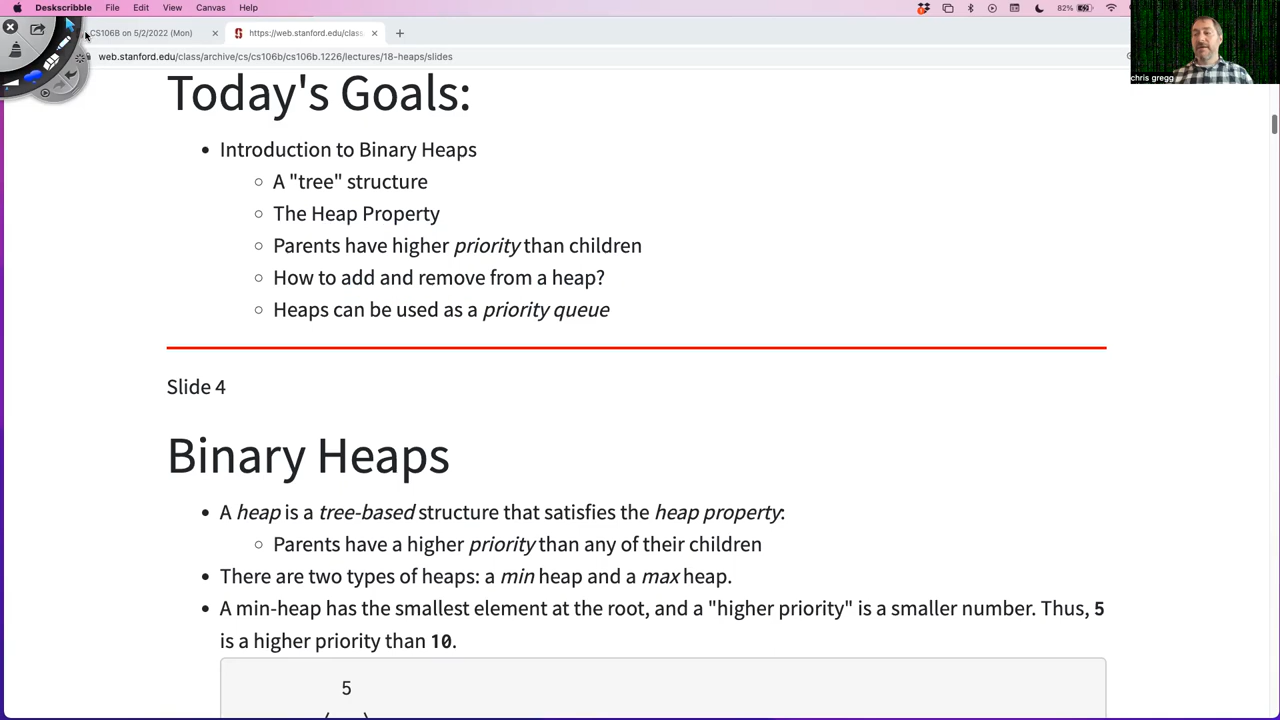 Deskscribble File Edit View Canvas Help 82%
CS106B on 5/2/2022 (Mon) https://web.stanford.edu/class
web.stanford.edu/class/archive/cs/cs106b/cs106b.1226/lectures/18-heaps/slides
chris gregg
Today's Goals:
• Introduction to Binary Heaps
◦ A "tree" structure
◦ The Heap Property
◦ Parents have higher priority than children
◦ How to add and remove from a heap?
◦ Heaps can be used as a priority queue
Slide 4
Binary Heaps
• A heap is a tree-based structure that satisfies the heap property:
◦ Parents have a higher priority than any of their children
• There are two types of heaps: a min heap and a max heap.
• A min-heap has the smallest element at the root, and a "higher priority" is a smaller number. Thus, 5
is a higher priority than 10.
5